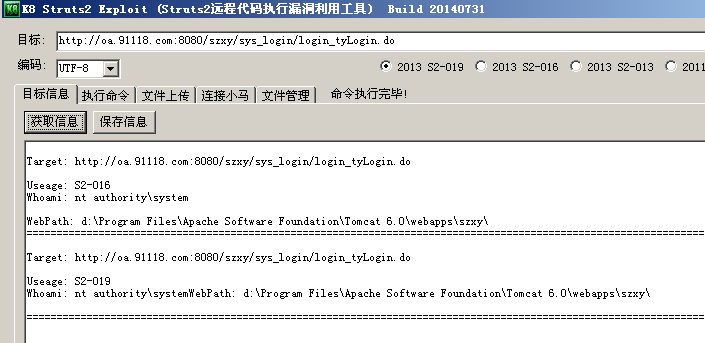 K8 Struts2 Exploit (Struts2远程代码执行漏洞利用工具) Build 20140731
目标: http://oa.91118.com:8080/szxy/sys_login/login_tyLogin.do
编码: UTF-8 2013 S2-019 2013 S2-016 2013 S2-013 2011
目标信息 执行命令 文件上传 连接小马 文件管理 命令执行完毕!
获取信息 保存信息
Target: http://oa.91118.com:8080/szxy/sys_login/login_tyLogin.do
Useage: S2-016
Whoami: nt authority\system
WebPath: d:\Program Files\Apache Software Foundation\Tomcat 6.0\webapps\szxy\
Target: http://oa.91118.com:8080/szxy/sys_login/login_tyLogin.do
Useage: S2-019
Whoami: nt authority\systemWebPath: d:\Program Files\Apache Software Foundation\Tomcat 6.0\webapps\szxy\